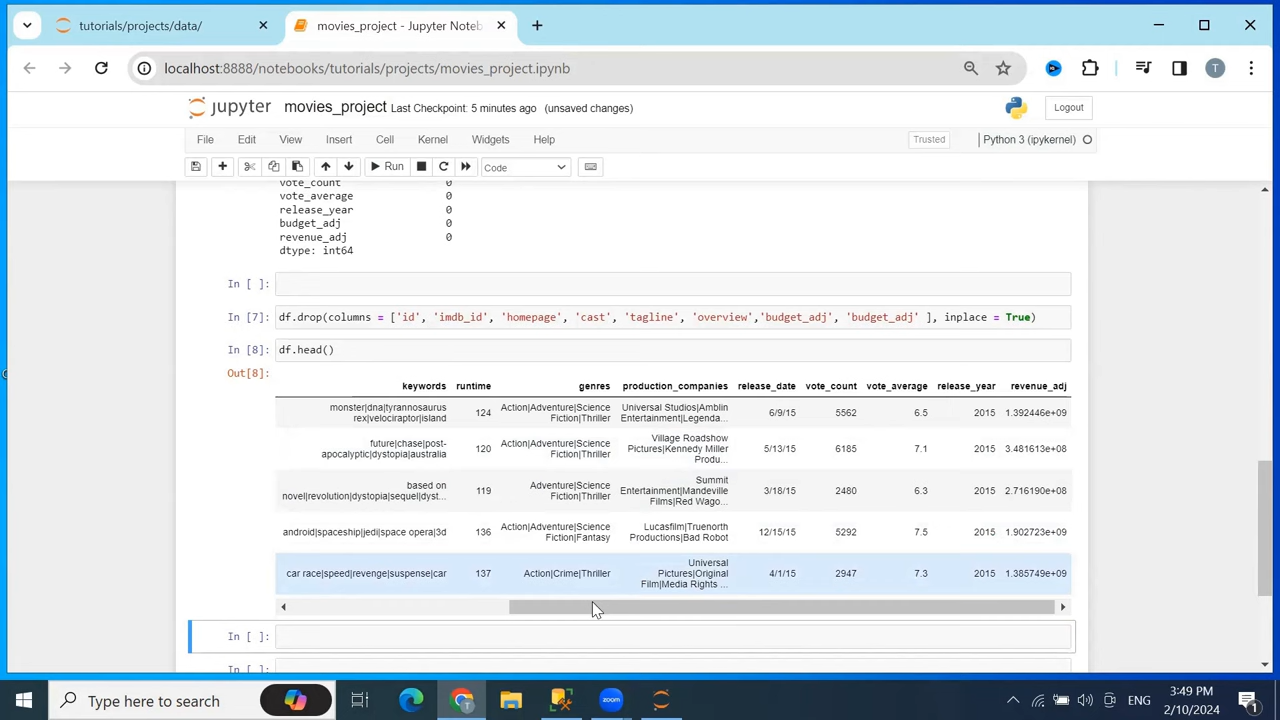 tutorials/projects/data/
movies_project - Jupyter Noteb
localhost:8888/notebooks/tutorials/projects/movies_project.ipynb
T
jupyter movies_project Last Checkpoint: 5 minutes ago (unsaved changes)
Logout
File Edit View Insert Cell Kernel Widgets Help
Trusted
Python 3 (ipykernel)
Run
Code
vote_count 0
vote_average 0
release_year 0
budget_adj 0
revenue_adj 0
dtype: int64
In [ ]:
In [7]: df.drop(columns = ['id', 'imdb_id', 'homepage', 'cast', 'tagline', 'overview','budget_adj', 'budget_adj' ], inplace = True)
In [8]: df.head()
Out[8]:
keywords runtime genres production_companies release_date vote_count vote_average release_year revenue_adj
monster|dna|tyrannosaurus
rex|velociraptor|island
124
Action|Adventure|Science
Fiction|Thriller
Universal Studios|Amblin
Entertainment|Legenda...
6/9/15 5562 6.5 2015 1.392446e+09
future|chase|post-
apocalyptic|dystopia|australia
120
Action|Adventure|Science
Fiction|Thriller
Village Roadshow
Pictures|Kennedy Miller
Produ...
5/13/15 6185 7.1 2015 3.481613e+08
based on
novel|revolution|dystopia|sequel|dyst...
119
Adventure|Science
Fiction|Thriller
Summit
Entertainment|Mandeville
Films|Red Wago...
3/18/15 2480 6.3 2015 2.716190e+08
android|spaceship|jedi|space opera|3d
136
Action|Adventure|Science
Fiction|Fantasy
Lucasfilm|Truenorth
Productions|Bad Robot
12/15/15 5292 7.5 2015 1.902723e+09
car race|speed|revenge|suspense|car
137
Action|Crime|Thriller
Universal
Pictures|Original
Film|Media Rights ...
4/1/15 2947 7.3 2015 1.385749e+09
In [ ]:
In [ ]:
Type here to search
zoom
ENG
3:49 PM
2/10/2024
1